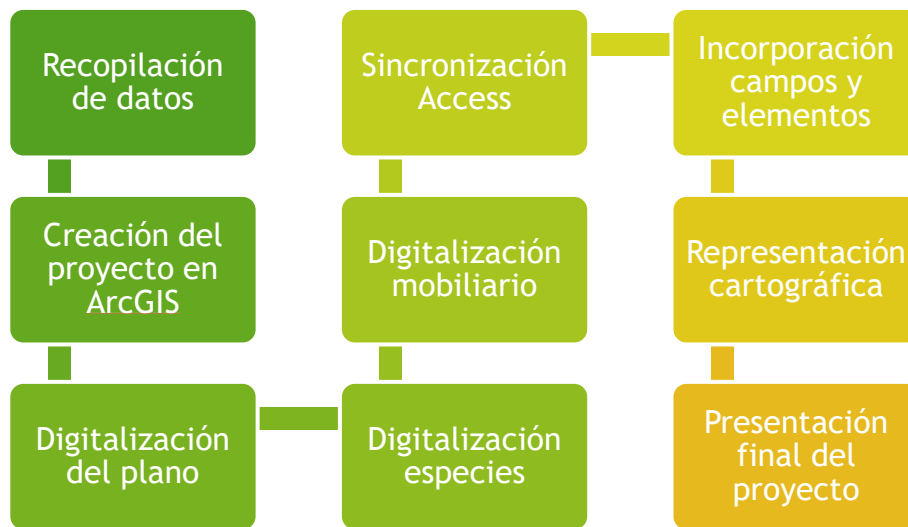 Recopilación
de datos
Creación del
proyecto en
ArcGIS
Digitalización
del plano
Digitalización
especies
Digitalización
mobiliario
Sincronización
Access
Incorporación
campos y
elementos
Representación
cartográfica
Presentación
final del
proyecto